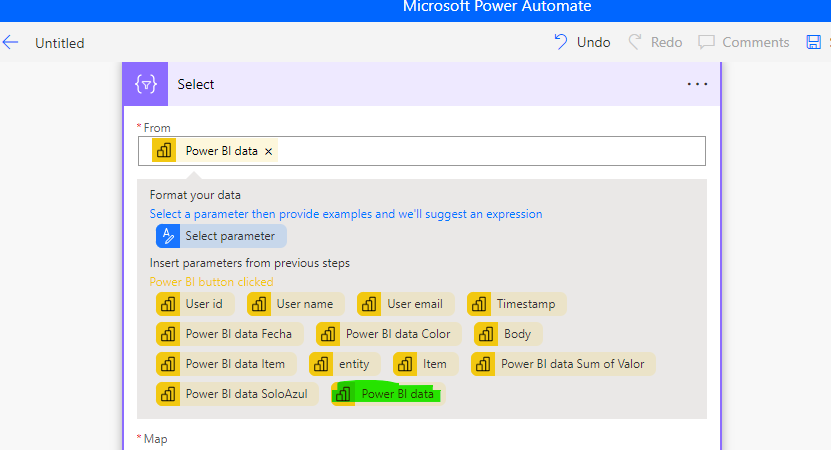 Microsoft Power Automate
Untitled Undo Redo Comments
Select
* From
Power BI data ×
Format your data
Select a parameter then provide examples and we'll suggest an expression
Select parameter
Insert parameters from previous steps
Power BI button clicked
User id User name User email Timestamp
Power BI data Fecha Power BI data Color Body
Power BI data Item entity Item Power BI data Sum of Valor
Power BI data SoloAzul Power BI data
* Map